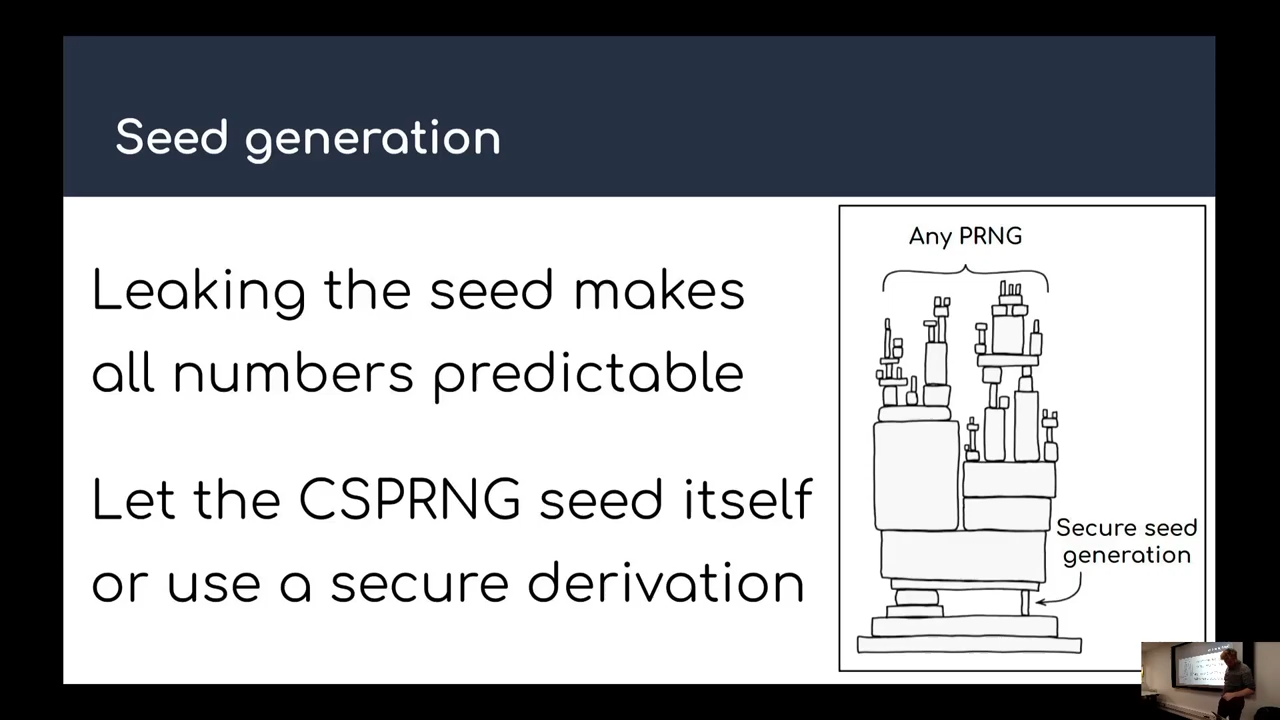 Seed generation
Leaking the seed makes
all numbers predictable
Let the CSPRNG seed itself
or use a secure derivation
Any PRNG
Secure seed
generation